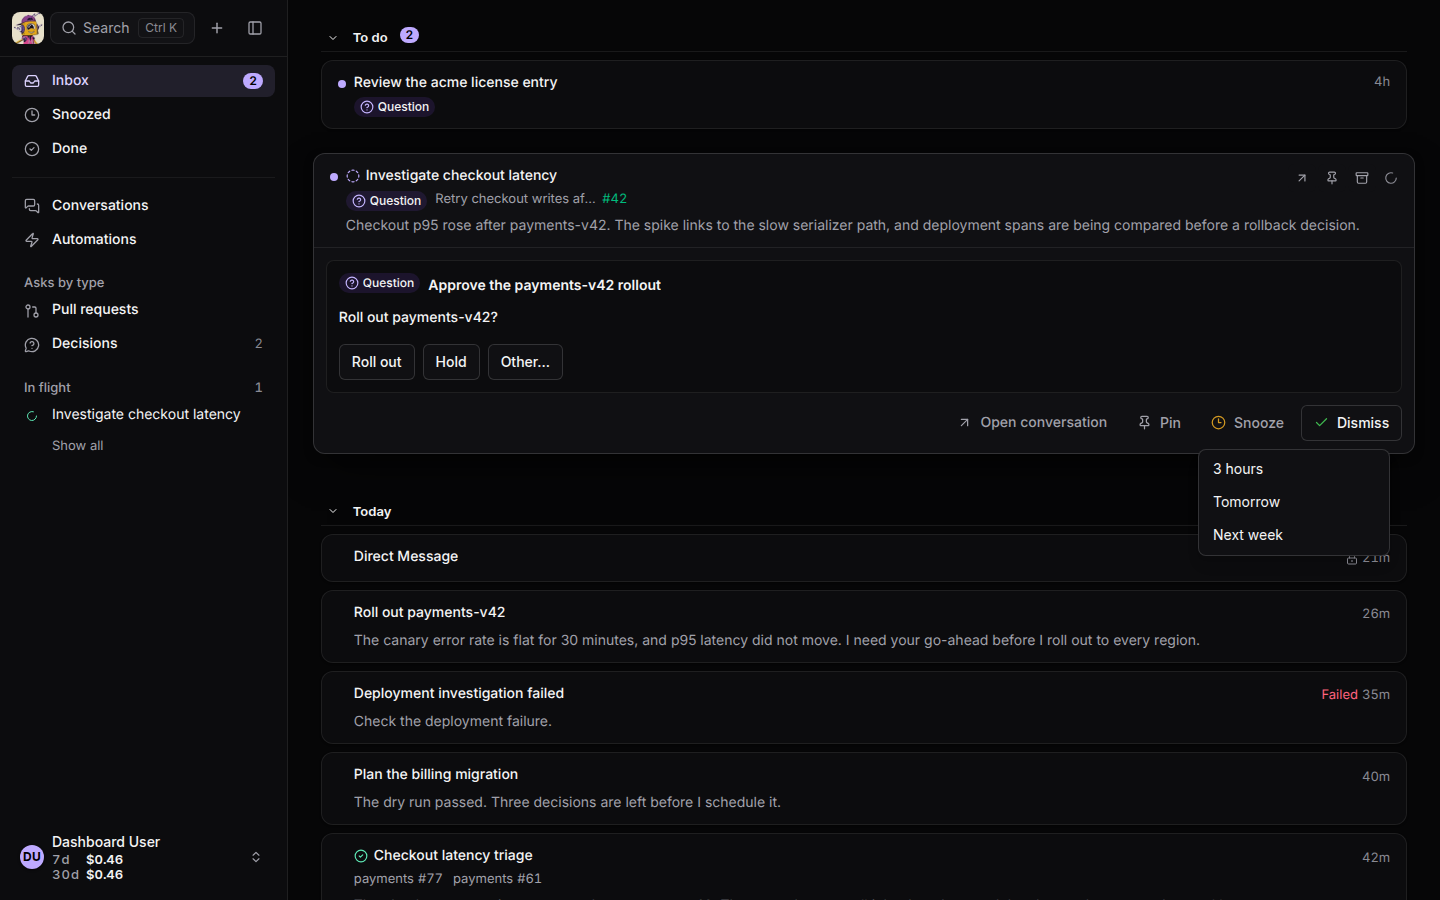 Search Ctrl K
Inbox 2
Snoozed
Done
Conversations
Automations
Asks by type
Pull requests
Decisions 2
In flight 1
Investigate checkout latency
Show all
DU Dashboard User
7d $0.46
30d $0.46
To do 2
Review the acme license entry 4h
Question
Investigate checkout latency
Question Retry checkout writes af... #42
Checkout p95 rose after payments-v42. The spike links to the slow serializer path, and deployment spans are being compared before a rollback decision.
Question Approve the payments-v42 rollout
Roll out payments-v42?
Roll out Hold Other...
Open conversation Pin Snooze Dismiss
3 hours
Tomorrow
Next week
Today
Direct Message 21m
Roll out payments-v42 26m
The canary error rate is flat for 30 minutes, and p95 latency did not move. I need your go-ahead before I roll out to every region.
Deployment investigation failed Failed 35m
Check the deployment failure.
Plan the billing migration 40m
The dry run passed. Three decisions are left before I schedule it.
Checkout latency triage 42m
payments #77 payments #61